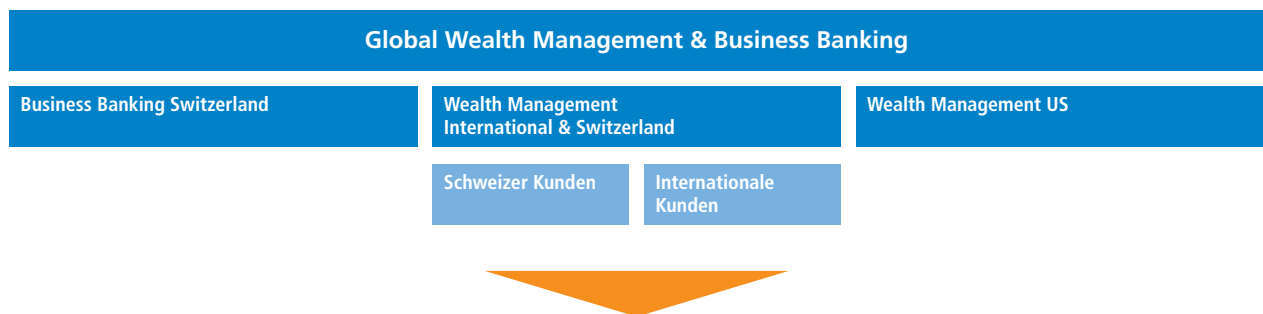 Global Wealth Management & Business Banking
Business Banking Switzerland
Wealth Management
International & Switzerland
Wealth Management US
Schweizer Kunden
Internationale
Kunden